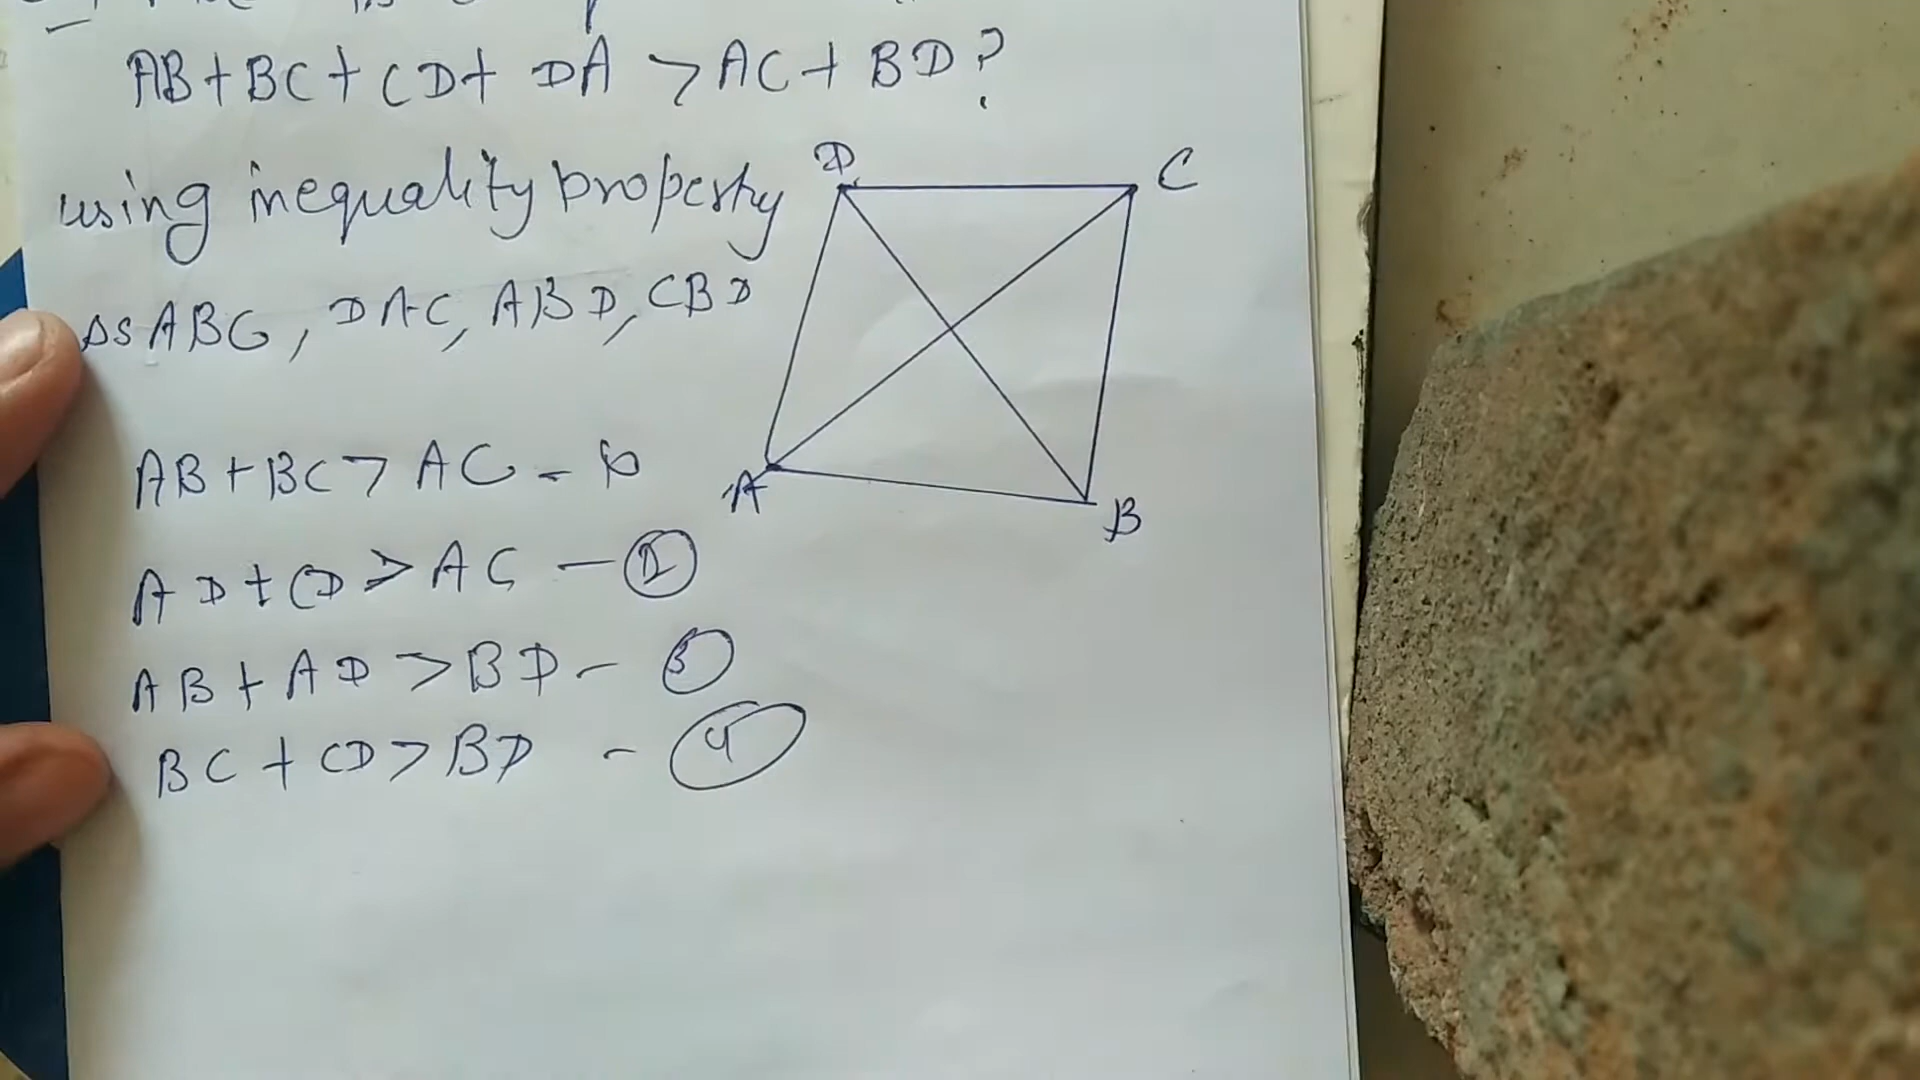 AB+BC+CD+ DA >AC+ BD?
using inequality property
D
C
ΔS ABC, DAC, ABD, CBD
AB+BC>AC-
A
B
AD+CD>AC-②
AB+AD>BD-③
BC+CD>BD -④